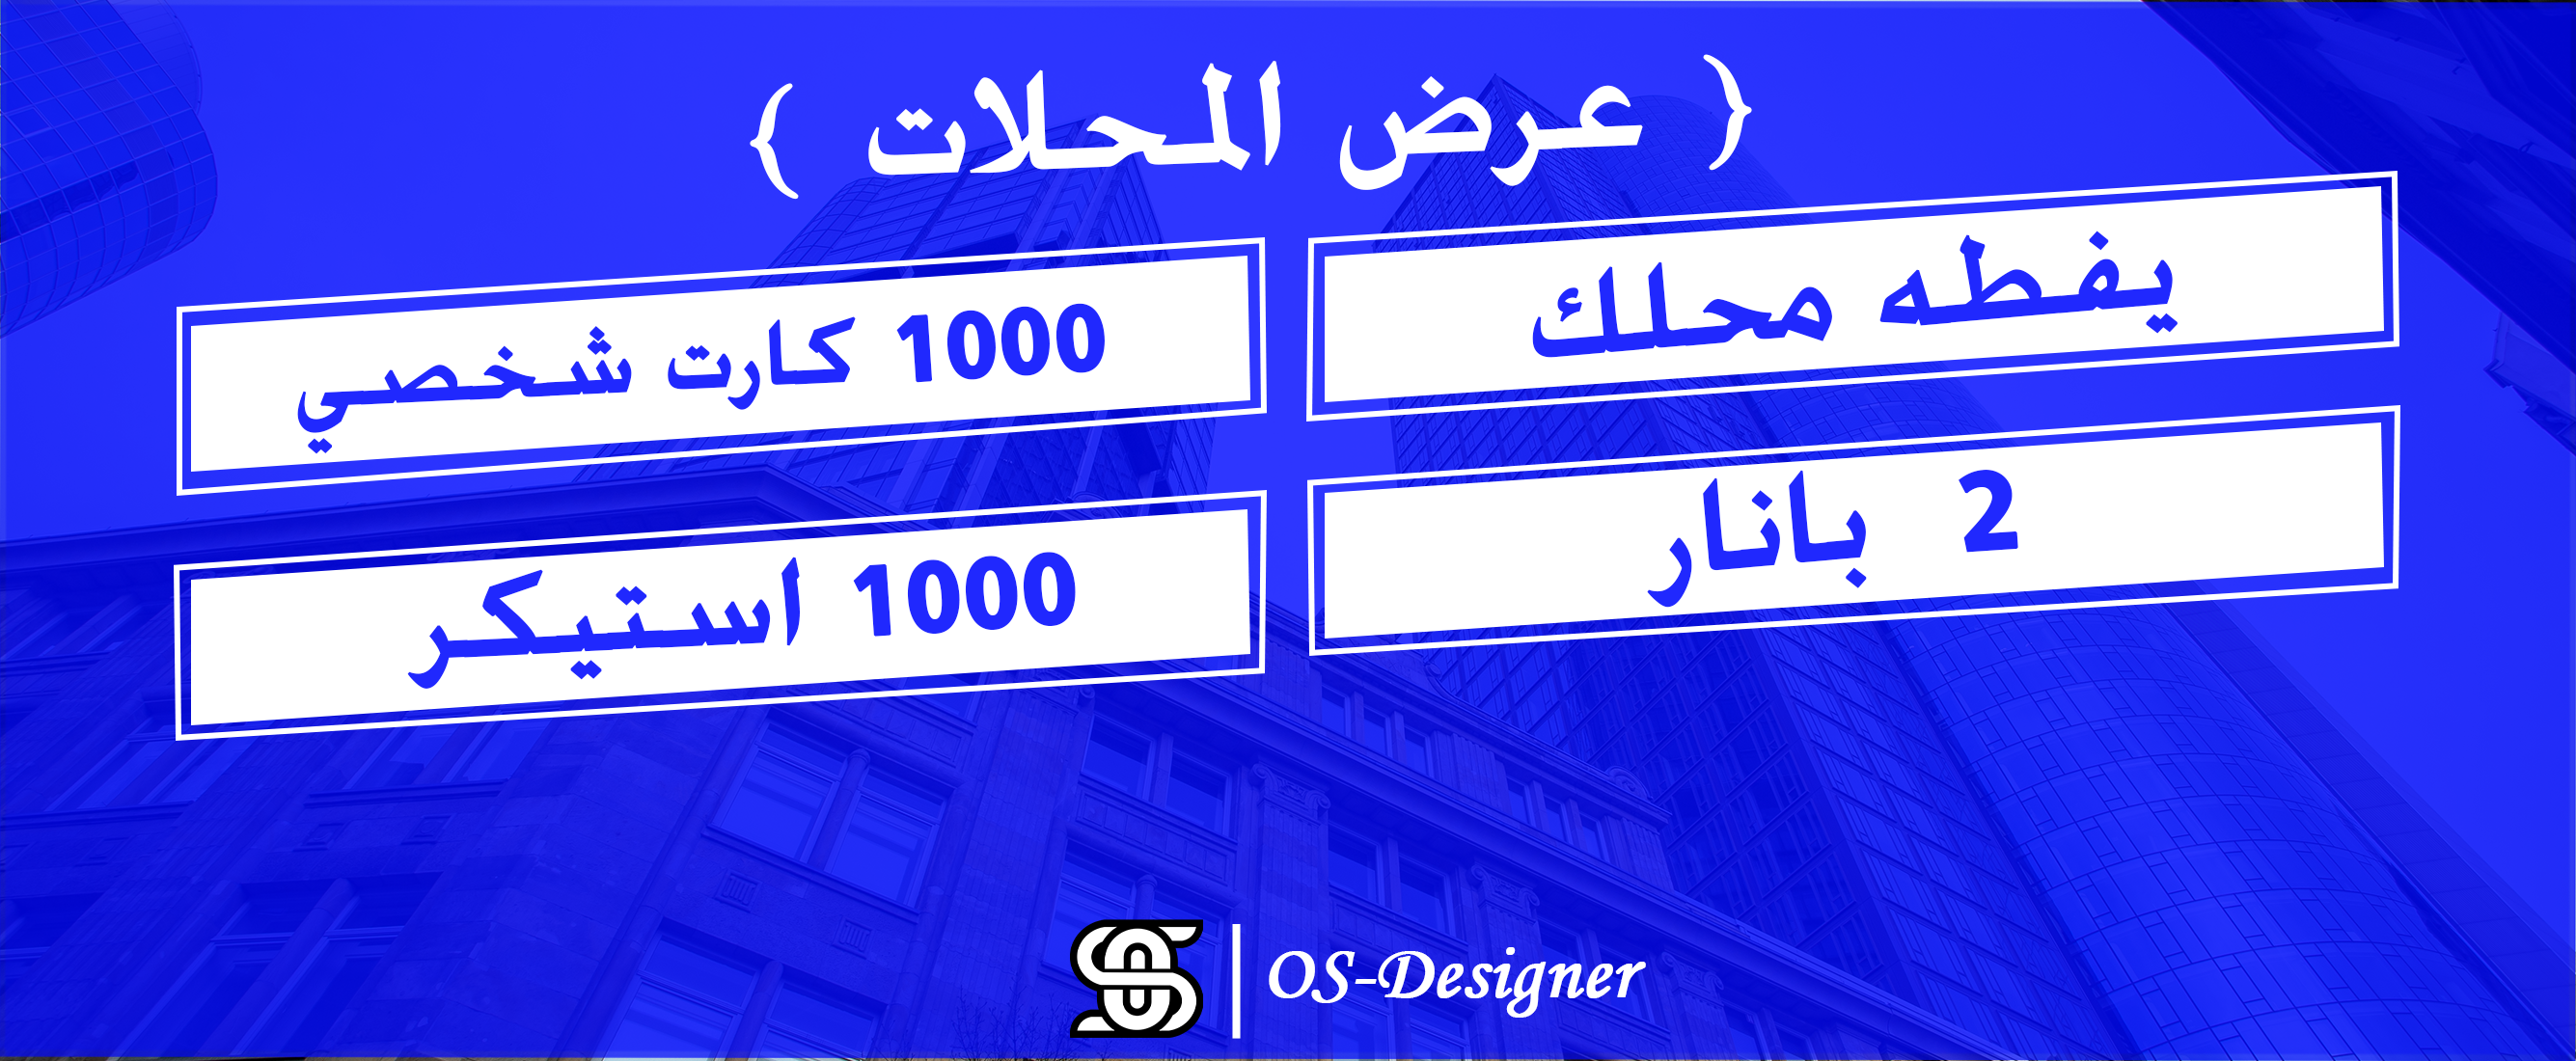 { عرض المحلات }
يفطه محلك
1000 كارت شخصي
2 بانار
1000 استيكر
OS-Designer